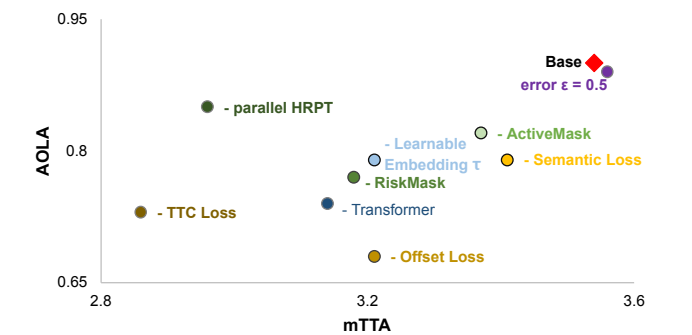 0.95
Base
error ε = 0.5
- parallel HRPT
- ActiveMask
- Learnable
Embedding τ
0.8
- Semantic Loss
- RiskMask
- TTC Loss
- Transformer
- Offset Loss
0.65
2.8
3.2
3.6
mTTA
AOLA